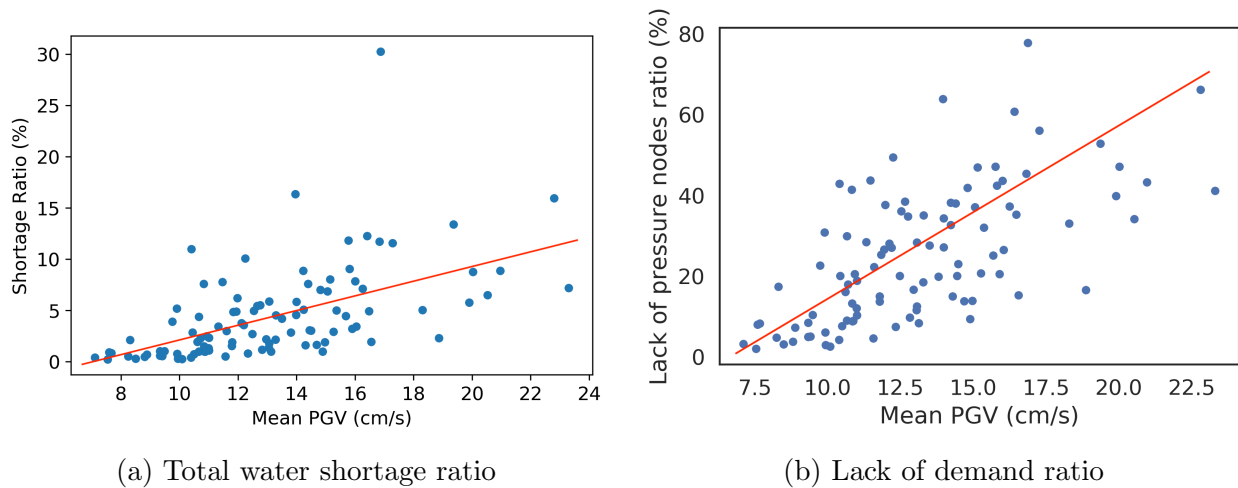 30
25
20
15
10
5
0
Shortage Ratio (%)
8 10 12 14 16 18 20 22 24
Mean PGV (cm/s)
(a) Total water shortage ratio
80
60
40
20
0
Lack of pressure nodes ratio (%)
7.5 10.0 12.5 15.0 17.5 20.0 22.5
Mean PGV (cm/s)
(b) Lack of demand ratio